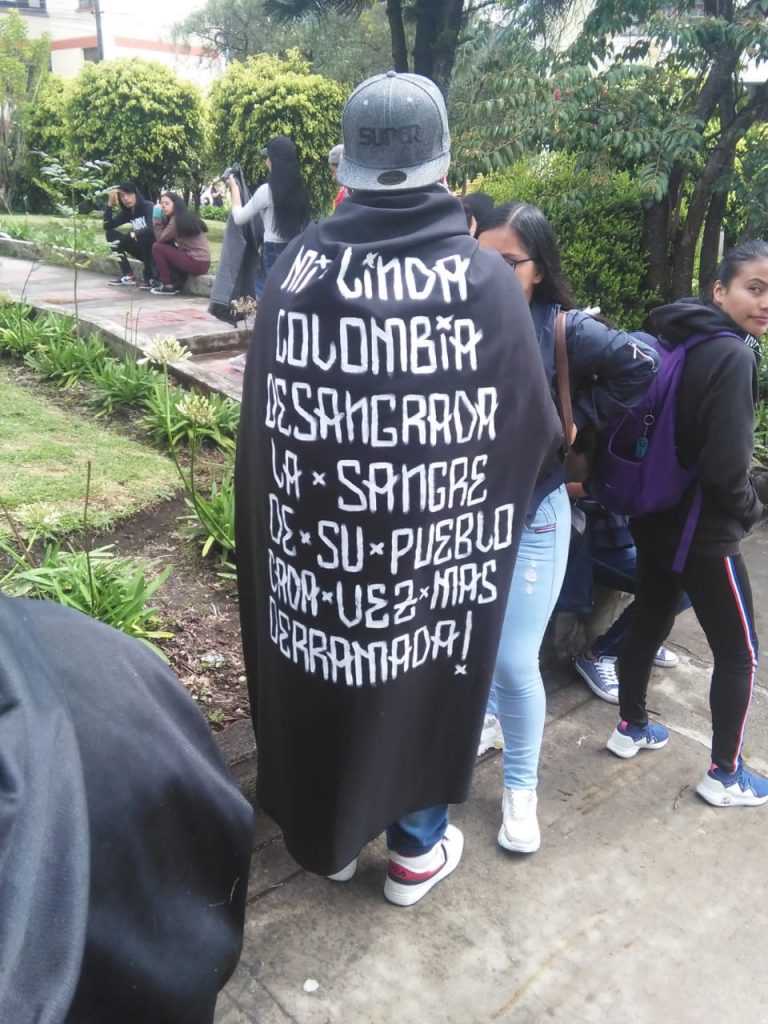 SUPER
Mi LiNDA
COLOMBiA
DESANGRADA
LA × SANGRE
DE × SU × PUEBLO
CADA × VEZ × MAS
DERRAMADA!